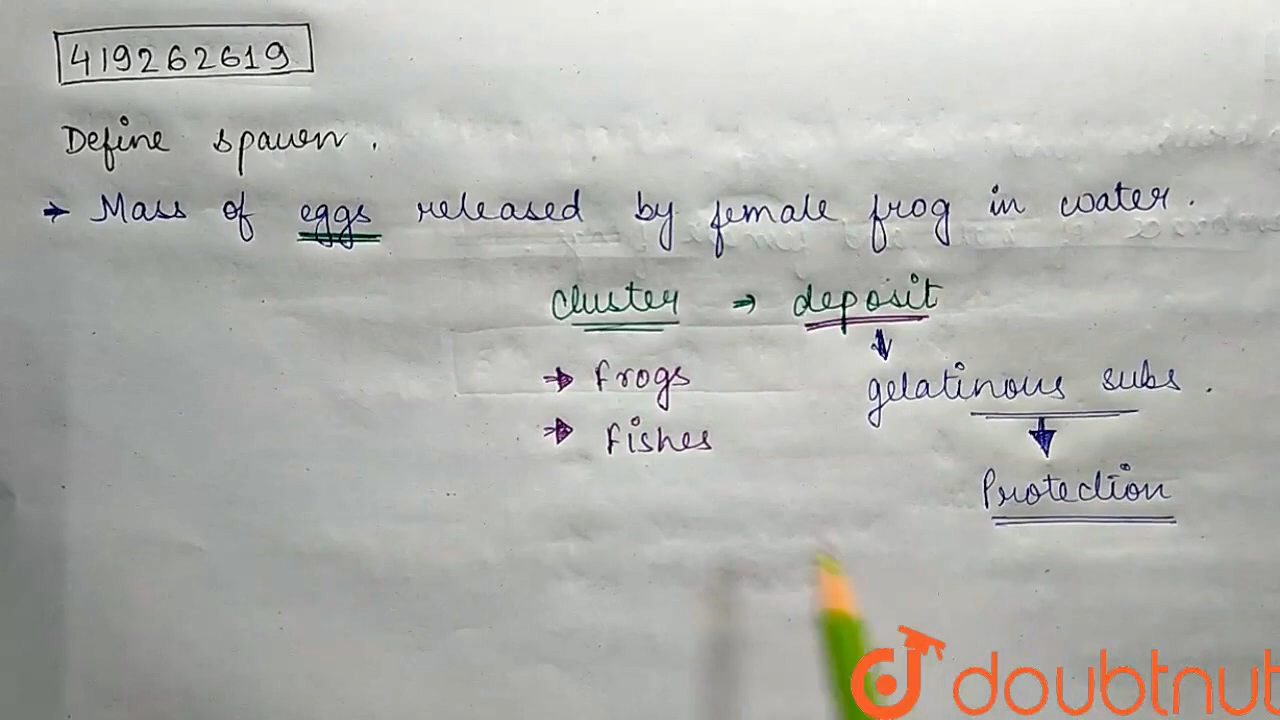 419262619
Define spawn.
→ Mass of eggs released by female frog in water.
cluster → deposit
→ Frogs
gelatinous subs.
→ Fishes
Protection
doubtnut